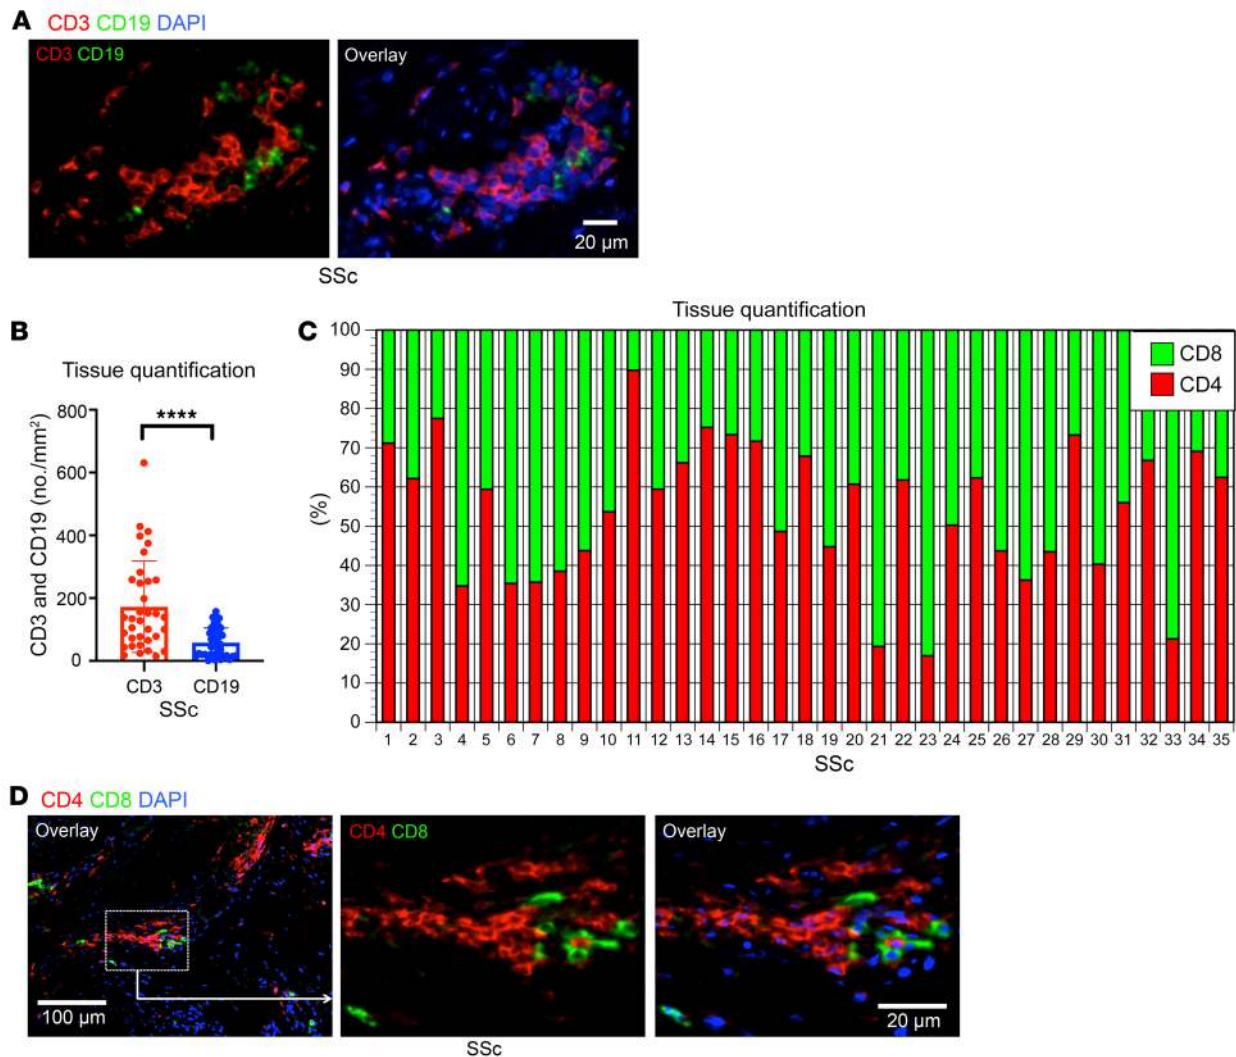 A CD3 CD19 DAPI
CD3 CD19
Overlay
20 μm
SSc
B
Tissue quantification
CD3 and CD19 (no./mm²)
800
600
400
200
0
****
CD3 CD19
SSc
C
Tissue quantification
(%)
100
90
80
70
60
50
40
30
20
10
0
CD8
CD4
1 2 3 4 5 6 7 8 9 10 11 12 13 14 15 16 17 18 19 20 21 22 23 24 25 26 27 28 29 30 31 32 33 34 35
SSc
D CD4 CD8 DAPI
Overlay
100 μm
CD4 CD8
Overlay
20 μm
SSc